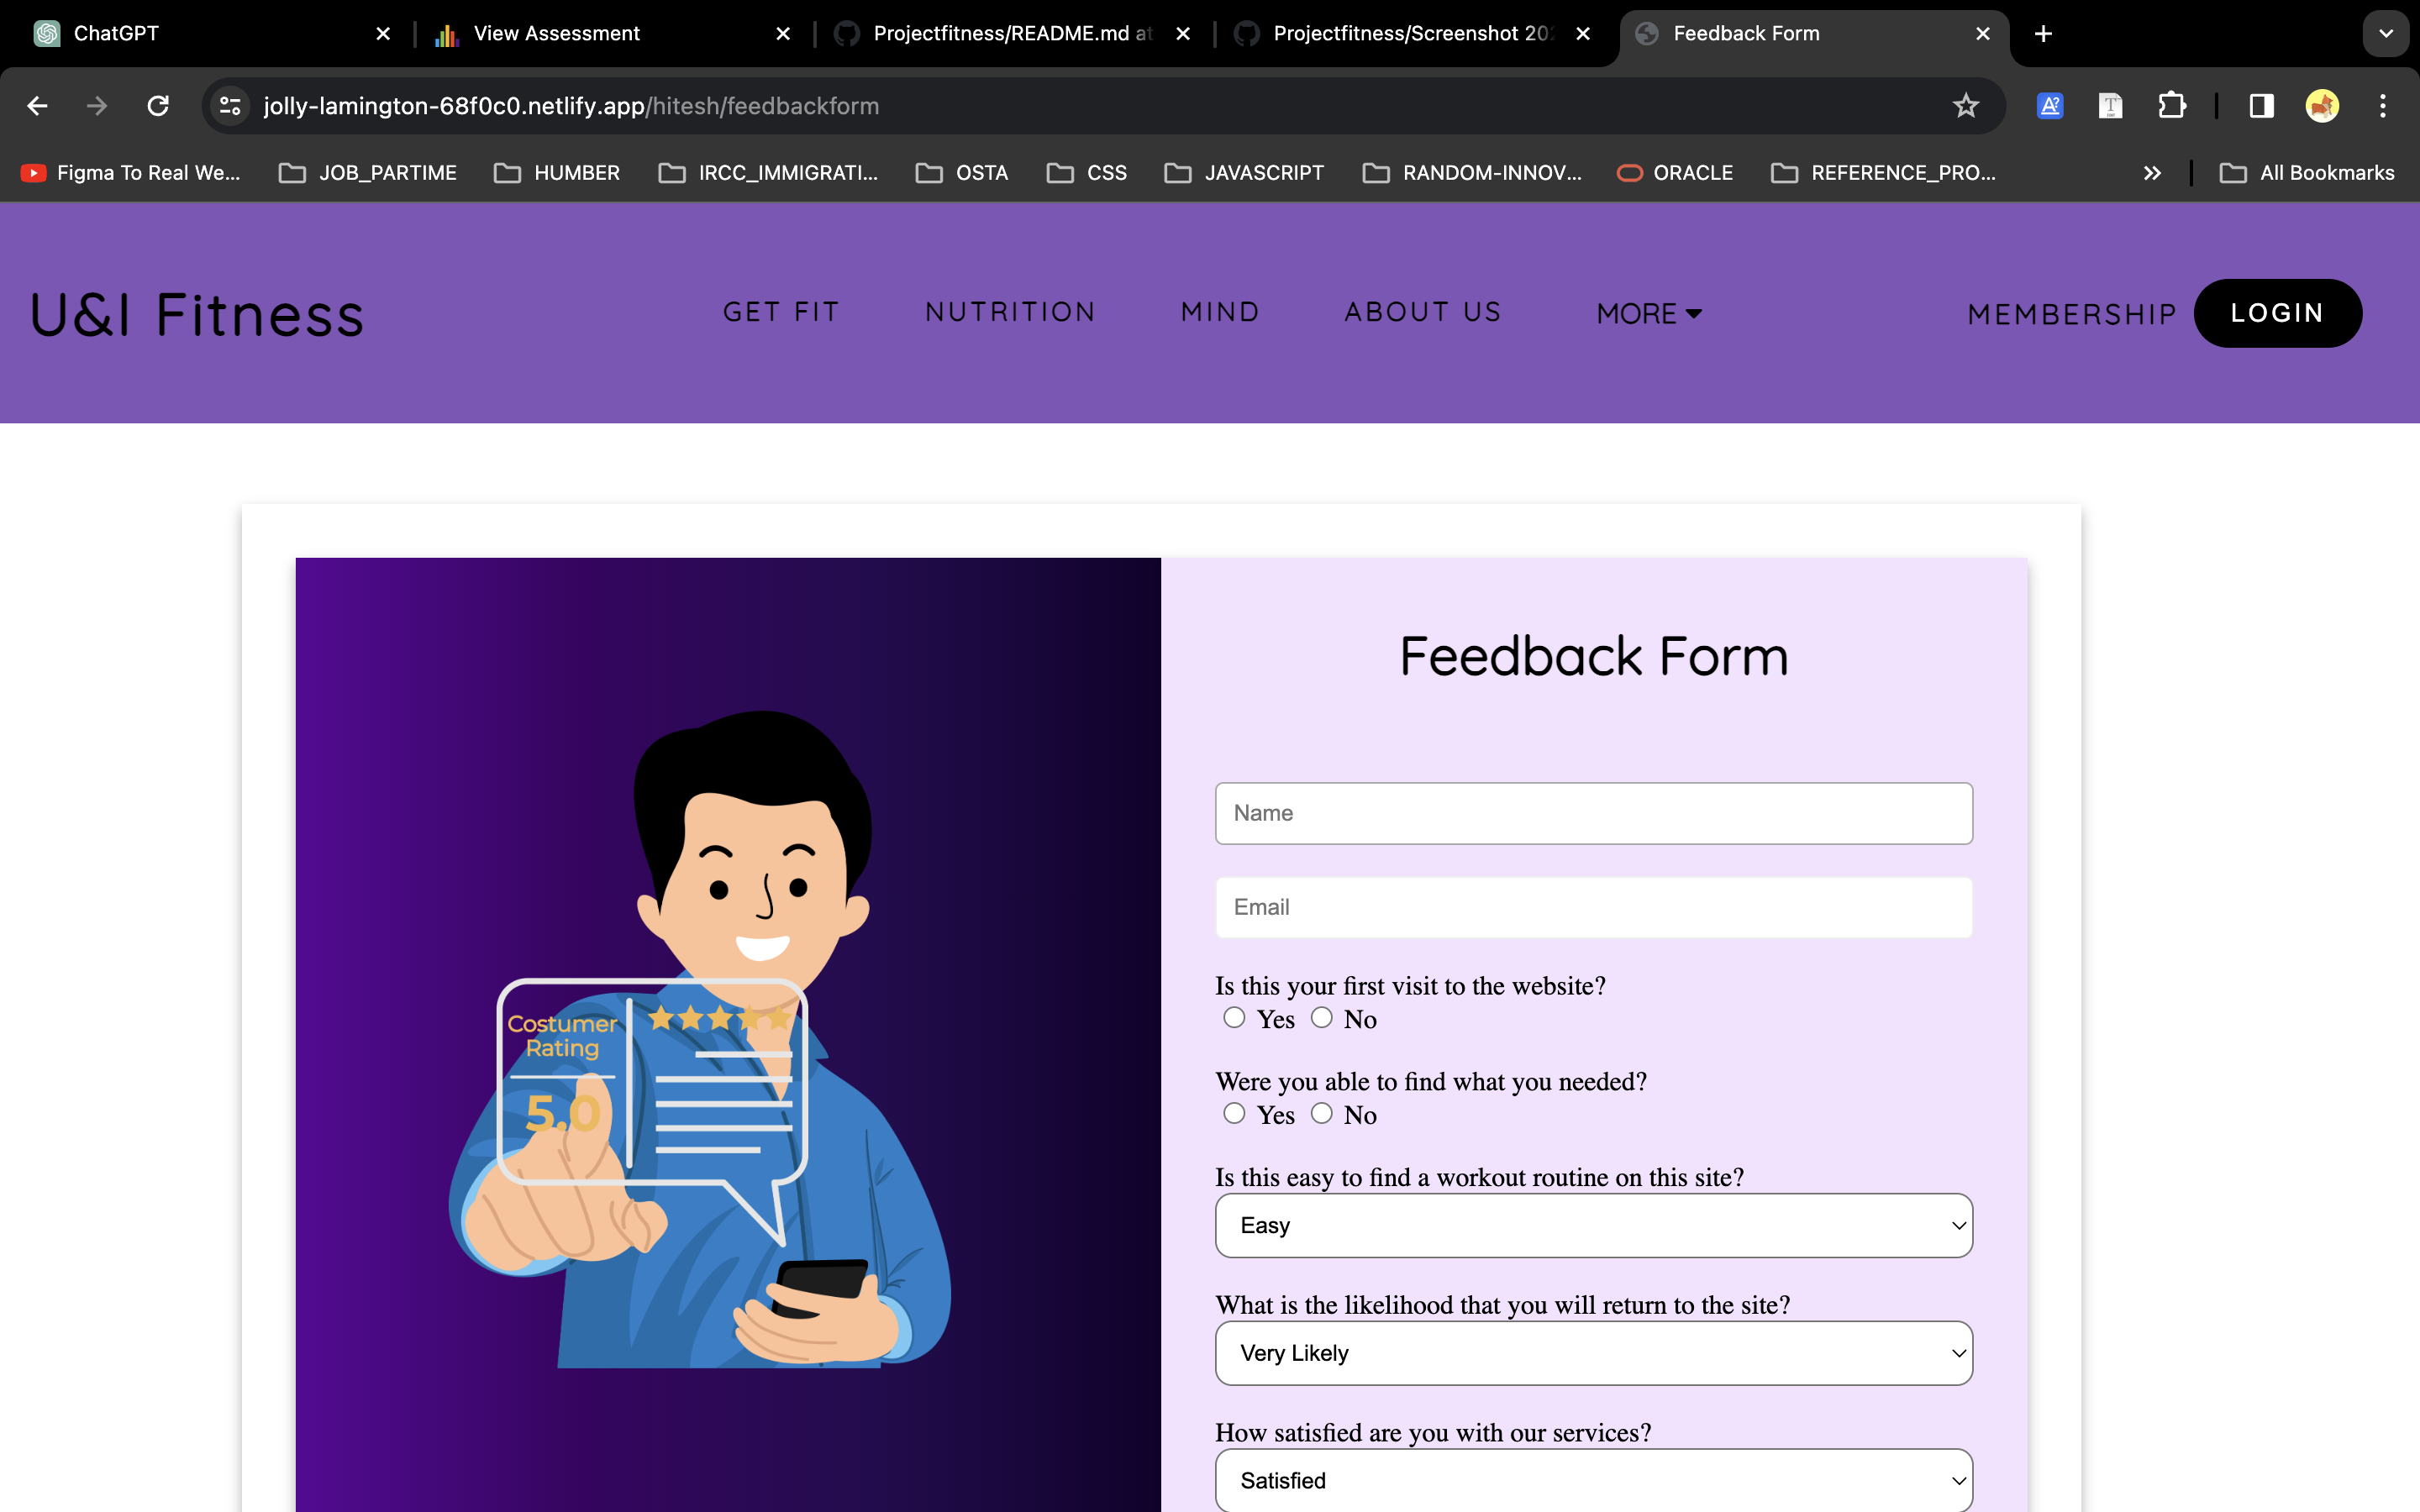 ChatGPT
View Assessment
Projectfitness/README.md at
Projectfitness/Screenshot 20
Feedback Form
jolly-lamington-68f0c0.netlify.app/hitesh/feedbackform
Figma To Real We...
JOB_PARTIME
HUMBER
IRCC_IMMIGRATI...
OSTA
CSS
JAVASCRIPT
RANDOM-INNOV...
ORACLE
REFERENCE_PRO...
All Bookmarks
U&I Fitness
GET FIT
NUTRITION
MIND
ABOUT US
MORE
MEMBERSHIP
LOGIN
Costumer
Rating
5.0
Feedback Form
Name
Email
Is this your first visit to the website?
Yes No
Were you able to find what you needed?
Yes No
Is this easy to find a workout routine on this site?
Easy
What is the likelihood that you will return to the site?
Very Likely
How satisfied are you with our services?
Satisfied